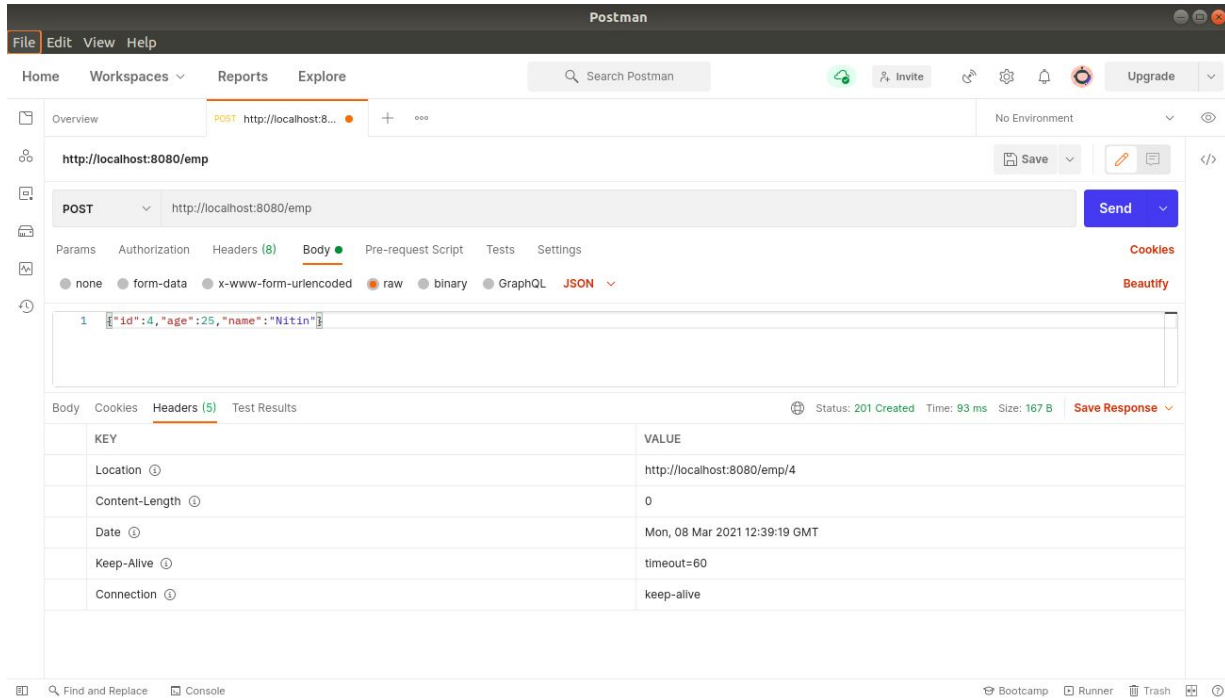 Postman
File Edit View Help
Home Workspaces Reports Explore Search Postman Invite Upgrade
Overview POST http://localhost:8... No Environment
http://localhost:8080/emp Save
POST http://localhost:8080/emp Send
Params Authorization Headers (8) Body Pre-request Script Tests Settings Cookies
none form-data x-www-form-urlencoded raw binary GraphQL JSON Beautify
1 {"id":4,"age":25,"name":"Nitin"}
Body Cookies Headers (5) Test Results Status: 201 Created Time: 93 ms Size: 167 B Save Response
KEY VALUE
Location http://localhost:8080/emp/4
Content-Length 0
Date Mon, 08 Mar 2021 12:39:19 GMT
Keep-Alive timeout=60
Connection keep-alive
Find and Replace Console Bootcamp Runner Trash